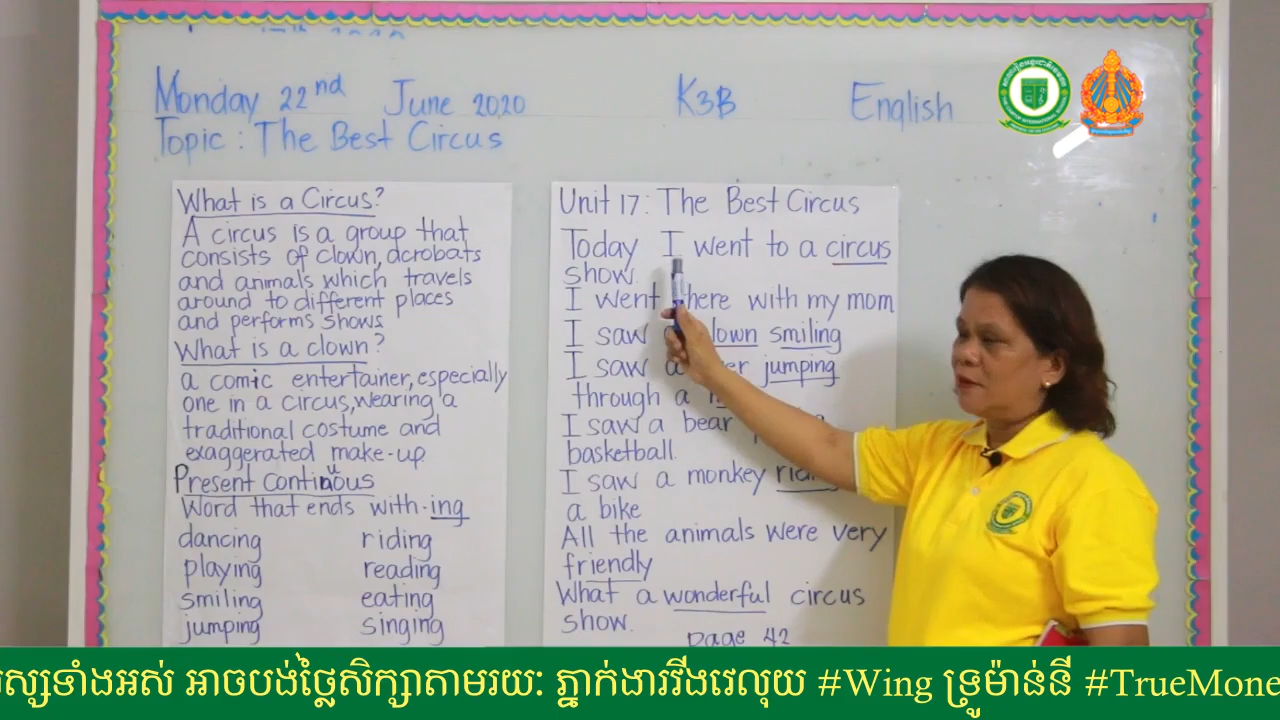 Monday 22nd June 2020 K3B English
Topic: The Best Circus
What is a Circus?
A circus is a group that
consists of clown, acrobats
and animals which travels
around to different places
and performs shows
What is a clown?
a comic entertainer, especially
one in a circus, wearing a
traditional costume and
exaggerated make-up
Present Continuous
Word that ends with -ing
dancing riding
playing reading
smiling eating
jumping singing
Unit 17: The Best Circus
Today I went to a circus
show.
I went there with my mom
I saw clown smiling
I saw a jumping
through a
I saw a bear
basketball.
I saw a monkey riding
a bike
All the animals were very
friendly
What a wonderful circus
show.
page 42
ស្សទាំងអស់ អាចបង់ថ្លៃសិក្សាតាមរយៈ ភ្នាក់ងារវីងវេលុយ #Wing ទ្រូម៉ាន់នី #TrueMone